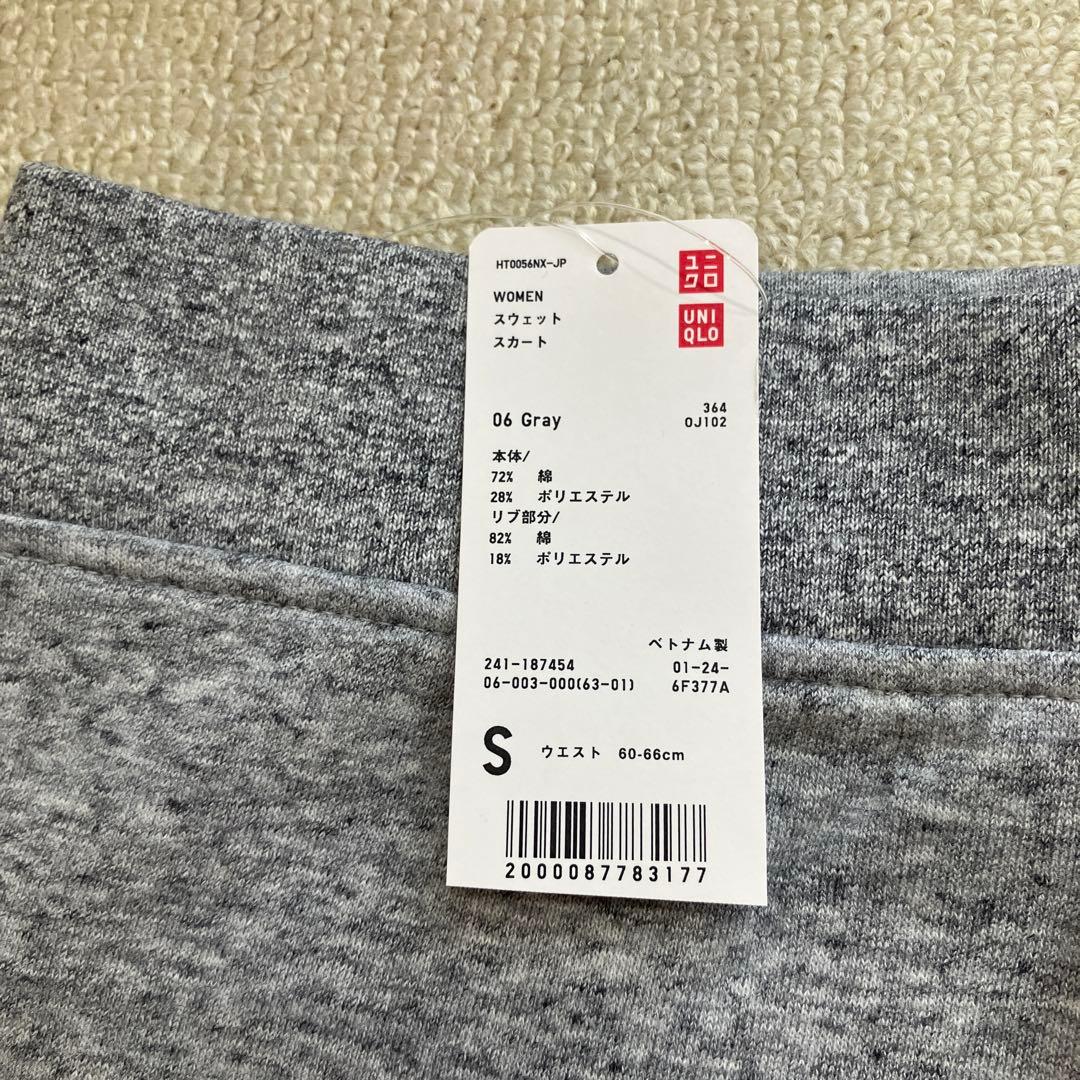 HT0056NX-JP
ユニ
クロ
WOMEN
スウェット
スカート
UNI
QLO
06 Gray
364
OJ102
本体/
72% 綿
28% ポリエステル
リブ部分/
82% 綿
18% ポリエステル
ベトナム製
241-187454
01-24-
06-003-000(63-01)
6F377A
S
ウエスト 60-66cm
2000087783177